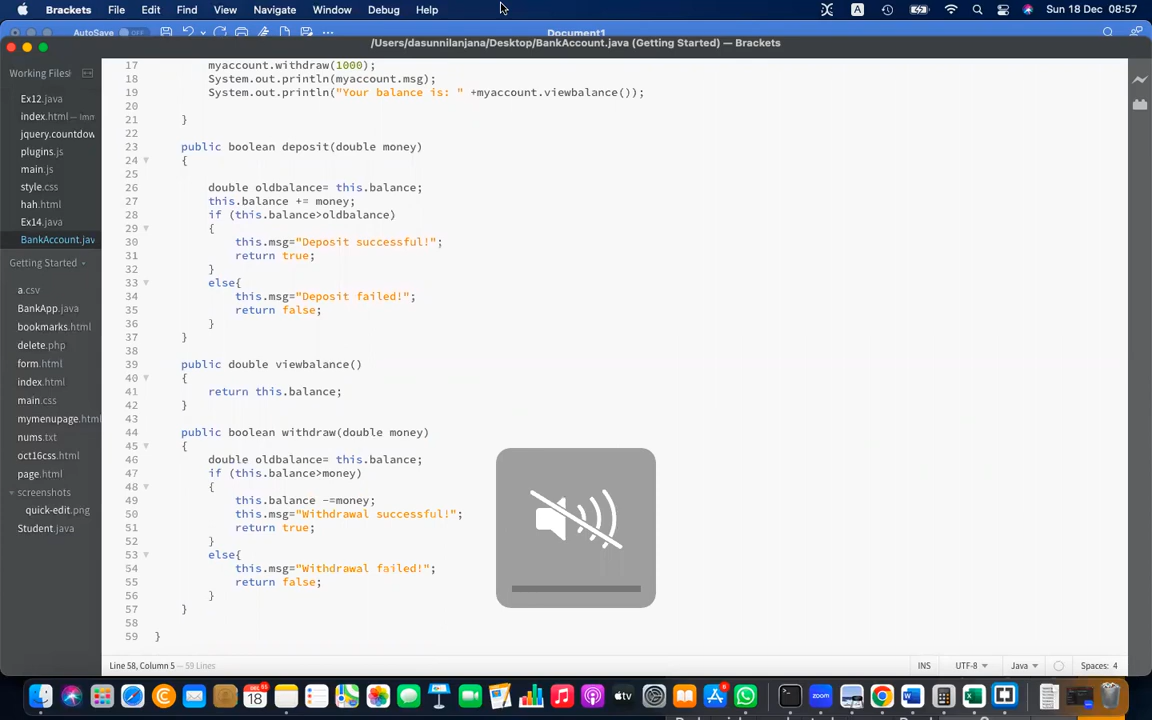 Brackets File Edit Find View Navigate Window Debug Help A Sun 18 Dec 08:57
AutoSave Document1
/Users/dasunnilanjana/Desktop/BankAccount.java (Getting Started) — Brackets
Working Files
Ex12.java
index.html
jquery.countdow
plugins.js
main.js
style.css
hah.html
Ex14.java
BankAccount.jav
Getting Started
a.csv
BankApp.java
bookmarks.html
delete.php
form.html
index.html
main.css
mymenupage.html
nums.txt
oct16css.html
page.html
screenshots
quick-edit.png
Student.java
17 myaccount.withdraw(1000);
18 System.out.println(myaccount.msg);
19 System.out.println("Your balance is: " +myaccount.viewbalance());
20
21 }
22
23 public boolean deposit(double money)
24 {
25
26 double oldbalance= this.balance;
27 this.balance += money;
28 if (this.balance>oldbalance)
29 {
30 this.msg="Deposit successful!";
31 return true;
32 }
33 else{
34 this.msg="Deposit failed!";
35 return false;
36 }
37 }
38
39 public double viewbalance()
40 {
41 return this.balance;
42 }
43
44 public boolean withdraw(double money)
45 {
46 double oldbalance= this.balance;
47 if (this.balance>money)
48 {
49 this.balance -=money;
50 this.msg="Withdrawal successful!";
51 return true;
52 }
53 else{
54 this.msg="Withdrawal failed!";
55 return false;
56 }
57 }
58
59 }
Line 58, Column 5 — 59 Lines INS UTF-8 Java Spaces: 4
DEC
18
zoom
tv